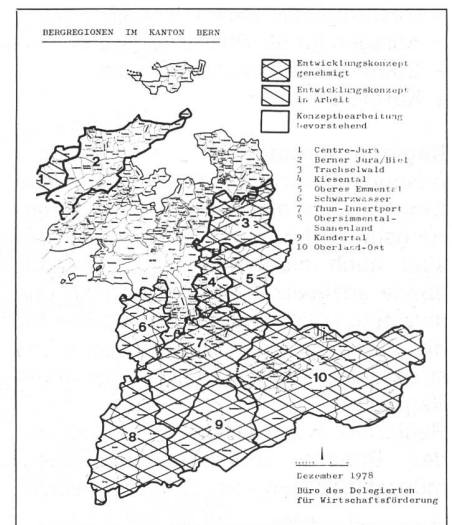 BERGREGIONEN IM KANTON BERN
Entwicklungskonzept
genehmigt
Entwicklungskonzept
in Arbeit
Konzeptbearbeitung
bevorstehend
1 Centre-Jura
2 Berner Jura/Biel
3 Trachselwald
4 Kiesental
5 Oberes Emmental
6 Schwarzwasser
7 Thun-Innertport
8 Obersimmental-
Saanenland
9 Kandertal
10 Oberland-Ost
2
3
4
5
6
6
7
10
8
9
Dezember 1978
Büro des Delegierten
für Wirtschaftsförderung